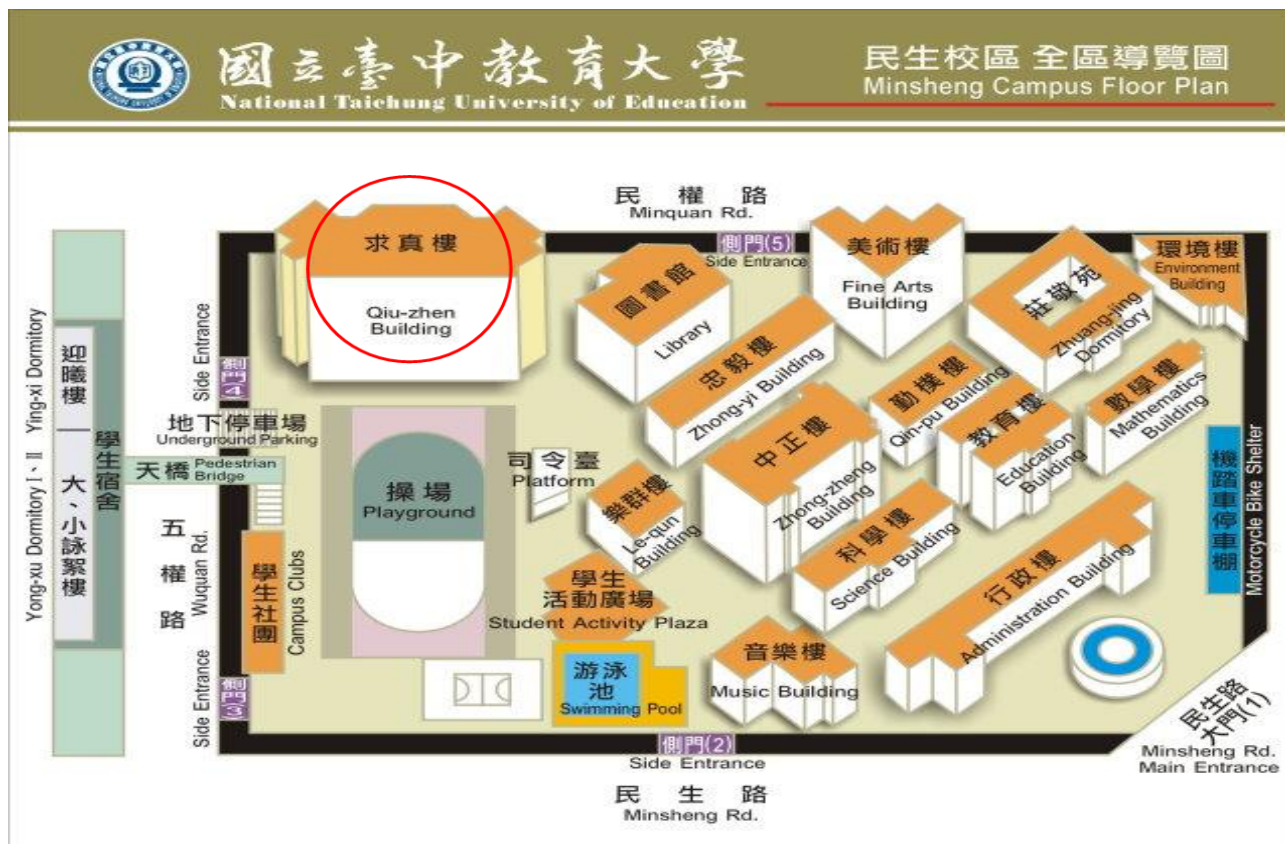 國立臺中教育大學
National Taichung University of Education
民生校區 全區導覽圖
Minsheng Campus Floor Plan
民權路
Minquan Rd.
求真樓
Qiu-zhen
Building
圖書館
Library
側門(5)
Side Entrance
美術樓
Fine Arts
Building
莊敬苑
Zhuang-jing
Dormitory
環境樓
Environment
Building
忠毅樓
Zhong-yi Building
勤樸樓
Qin-pu Building
教育樓
Education
Building
數學樓
Mathematics
Building
中正樓
Zhong-zheng
Building
機踏車停車棚
Motorcycle Bike Shelter
Side Entrance
側門4
地下停車場
Underground Parking
天橋
Pedestrian
Bridge
學生宿舍
迎曦樓
大、小詠絮樓
Ying-xi Dormitory
Yong-xu Dormitory I、II
五權路
Wuquan Rd.
操場
Playground
司令臺
Platform
樂群樓
Le-qun
Building
科學樓
Science Building
行政樓
Administration Building
學生社團
Campus Clubs
學生
活動廣場
Student Activity Plaza
游泳
池
Swimming Pool
音樂樓
Music Building
Side Entrance
側門3
側門(2)
Side Entrance
民生路
Minsheng Rd.
民生路
大門(1)
Minsheng Rd.
Main Entrance